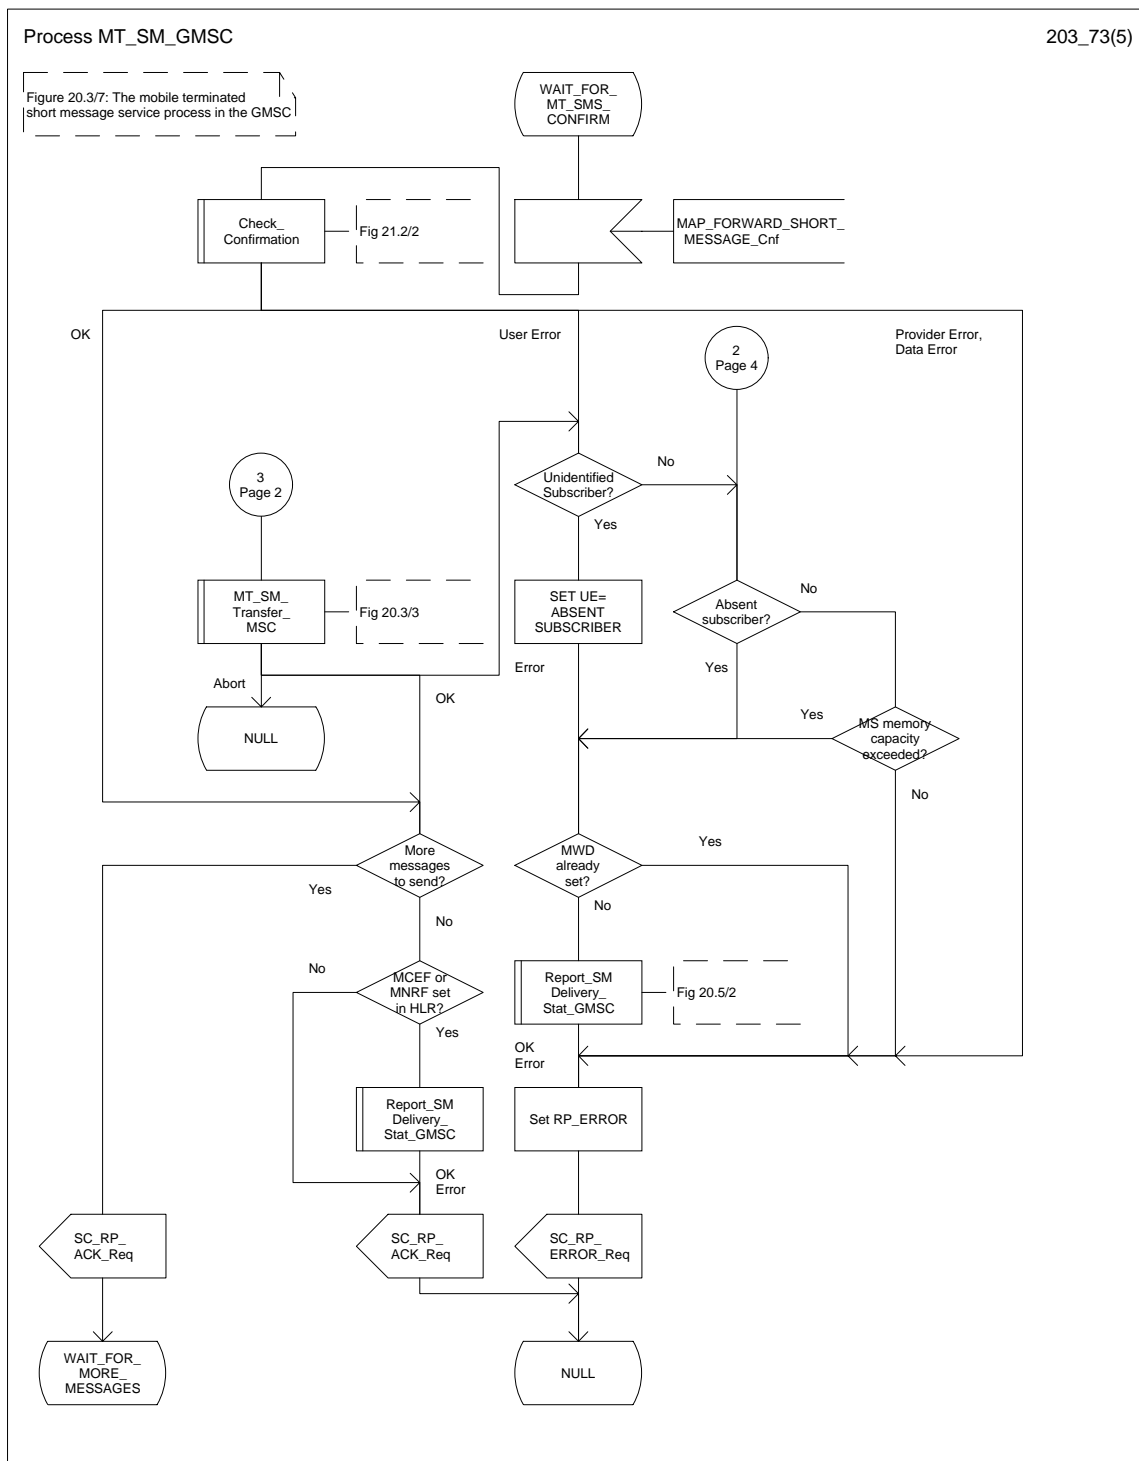 Process MT_SM_GMSC
203_73(5)
Figure 20.3/7: The mobile terminated
short message service process in the GMSC
WAIT_FOR_
MT_SMS_
CONFIRM
Check_
Confirmation
Fig 21.2/2
MAP_FORWARD_SHORT_
MESSAGE_Cnf
OK
User Error
Provider Error,
Data Error
2
Page 4
3
Page 2
Unidentified
Subscriber?
No
Yes
MT_SM_
Transfer_
MSC
Fig 20.3/3
SET UE=
ABSENT
SUBSCRIBER
Absent
subscriber?
No
Error
Yes
Abort
OK
NULL
Yes
MS memory
capacity
exceeded?
No
More
messages
to send?
Yes
No
MWD
already
set?
Yes
No
No
MCEF or
MNRF set
in HLR?
Yes
Report_SM
Delivery_
Stat_GMSC
Fig 20.5/2
OK
Error
Report_SM
Delivery_
Stat_GMSC
Set RP_ERROR
OK
Error
SC_RP_
ACK_Req
SC_RP_
ACK_Req
SC_RP_
ERROR_Req
WAIT_FOR_
MORE_
MESSAGES
NULL